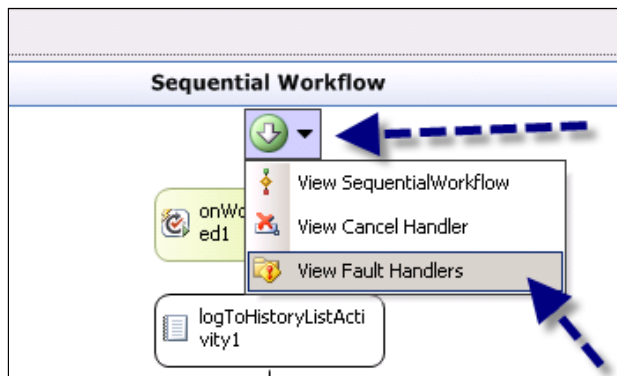 Sequential Workflow
View SequentialWorkflow
onWo
ed1
View Cancel Handler
View Fault Handlers
logToHistoryListActi
vity1